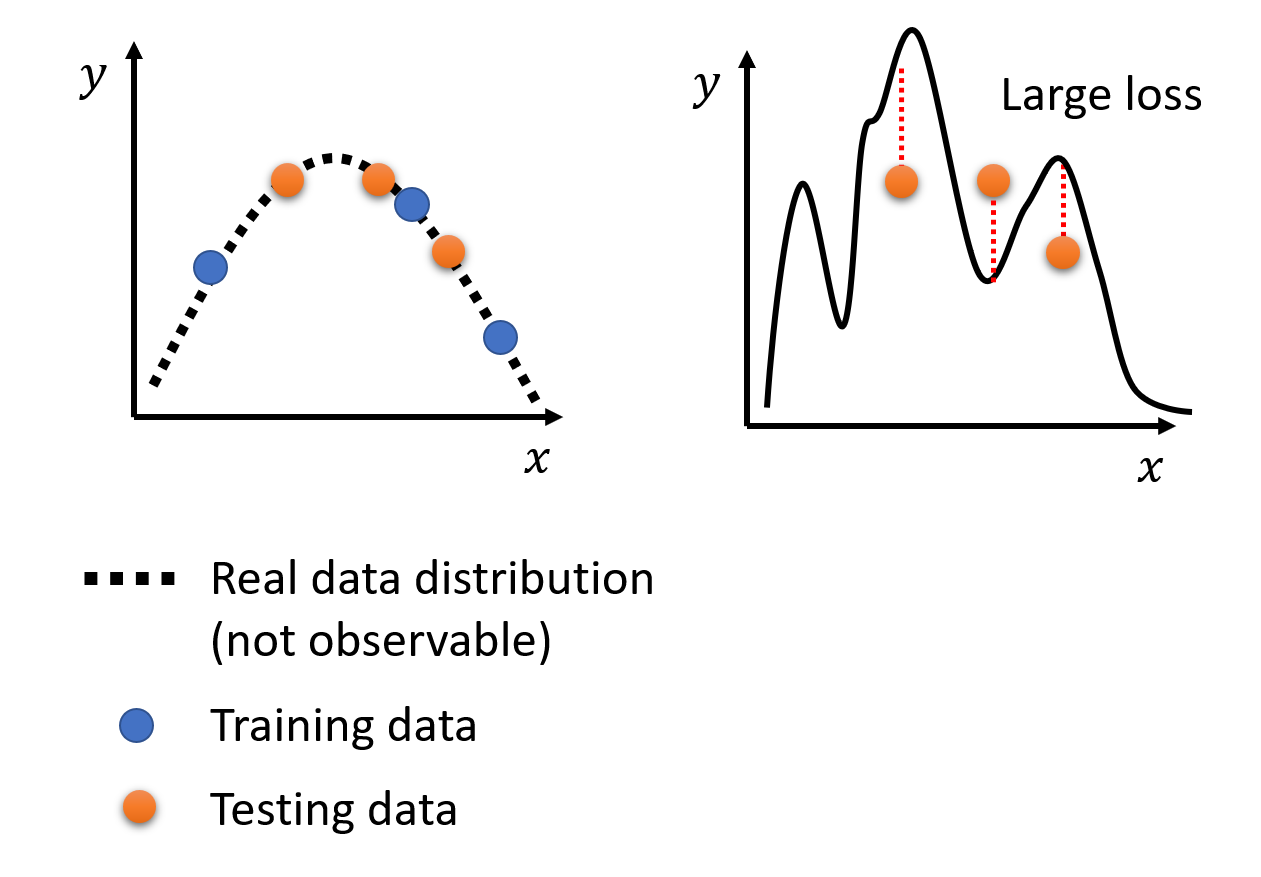 y
x
y
Large loss
x
Real data distribution
(not observable)
Training data
Testing data